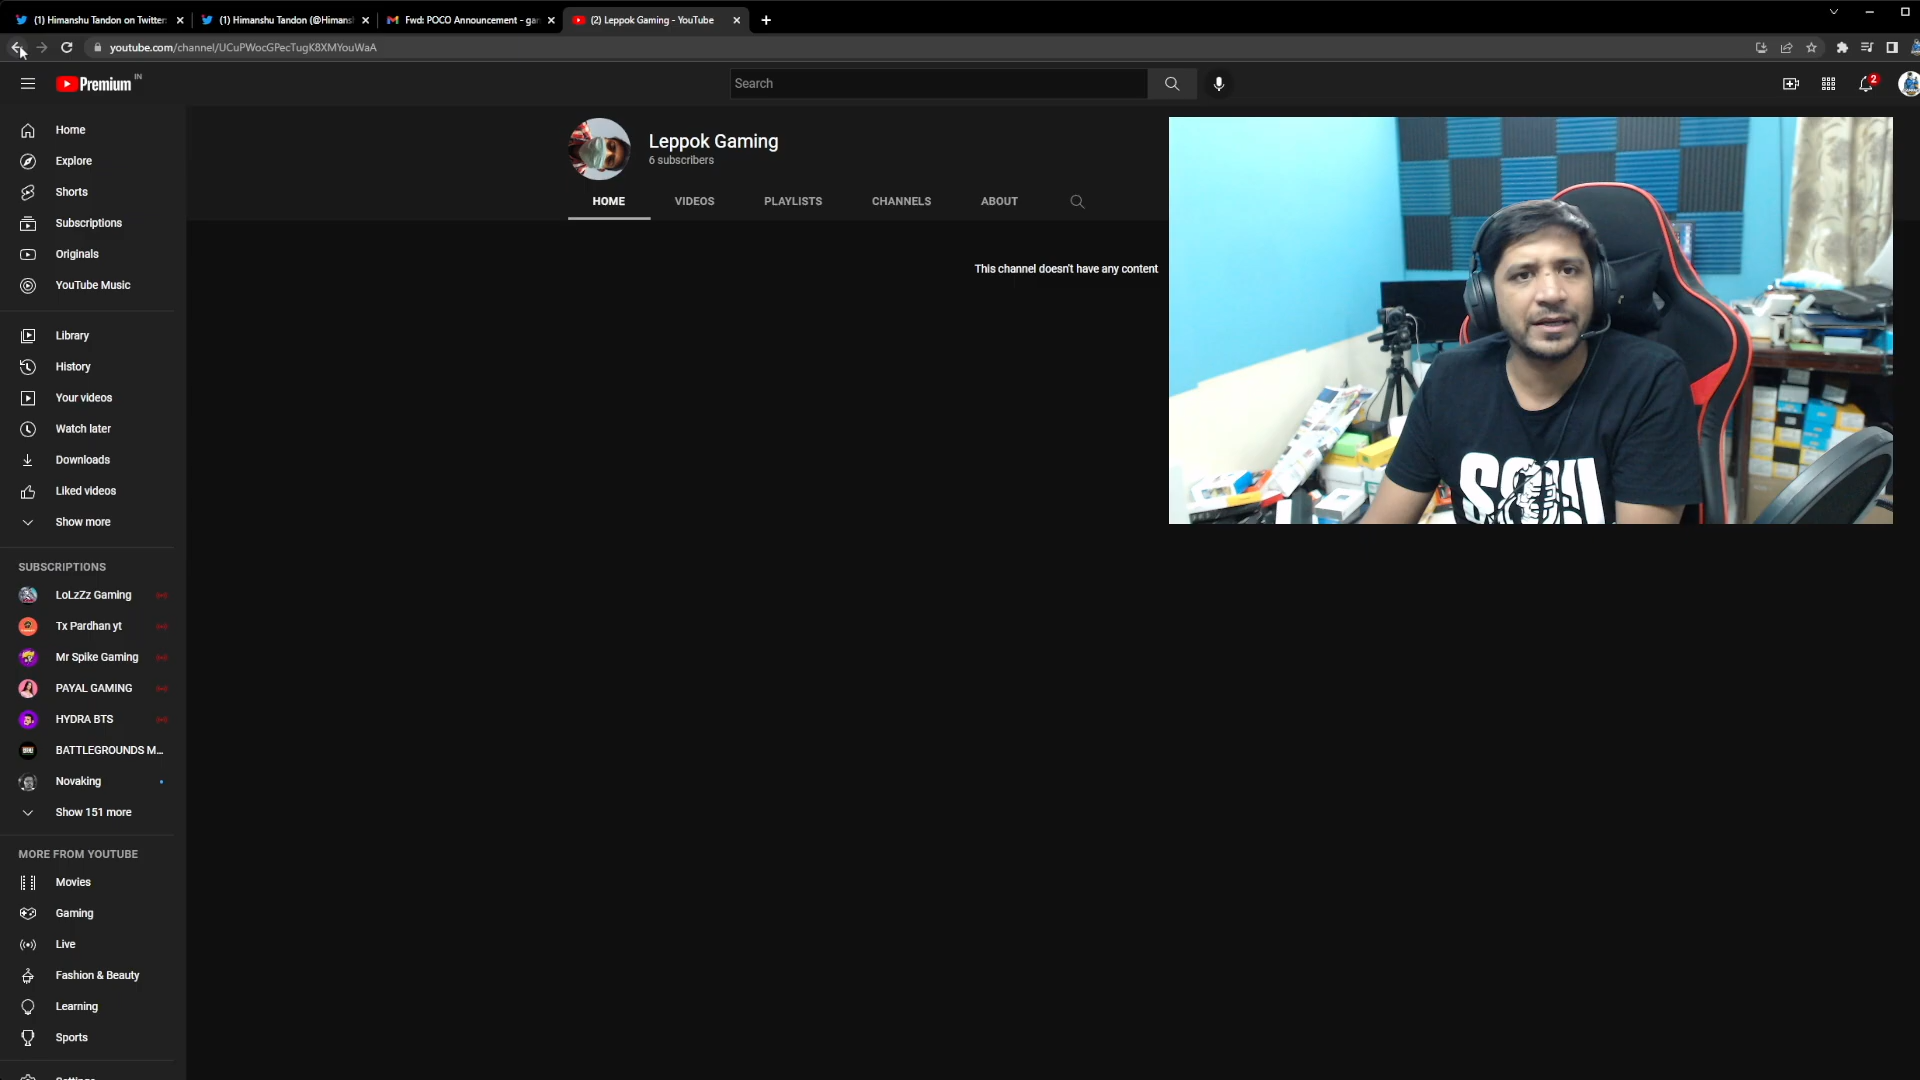 (1) Himanshu Tandon on Twitter:
(1) Himanshu Tandon (@Himans
Fwd: POCO Announcement - gar
(2) Leppok Gaming - YouTube
youtube.com/channel/UCuPWocGPecTugK8XMYouWaA
Premium IN
Search
2
Home
Explore
Shorts
Subscriptions
Originals
YouTube Music
Library
History
Your videos
Watch later
Downloads
Liked videos
Show more
SUBSCRIPTIONS
LoLzZz Gaming
Tx Pardhan yt
Mr Spike Gaming
PAYAL GAMING
HYDRA BTS
BATTLEGROUNDS M...
Novaking
Show 151 more
MORE FROM YOUTUBE
Movies
Gaming
Live
Fashion & Beauty
Learning
Sports
Settings
Leppok Gaming
6 subscribers
HOME
VIDEOS
PLAYLISTS
CHANNELS
ABOUT
This channel doesn't have any content